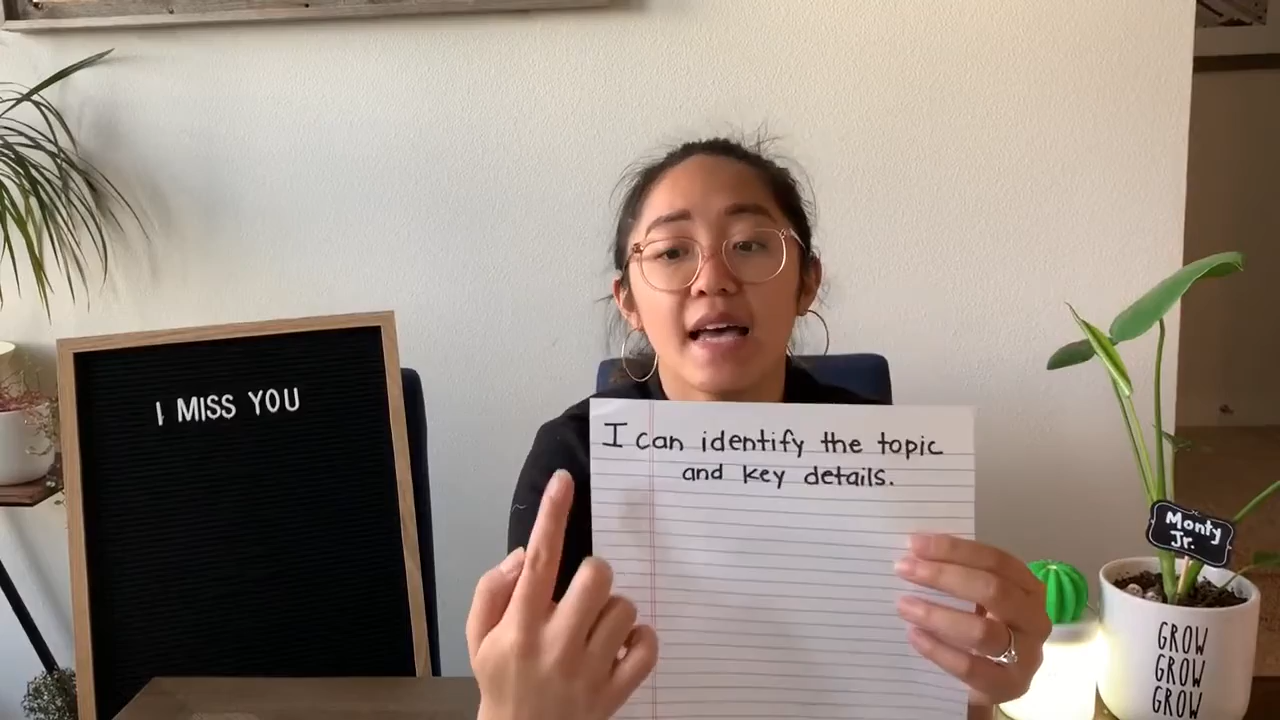 I MISS YOU
I can identify the topic
and key details.
Monty
Jr.
GROW
GROW
GROW